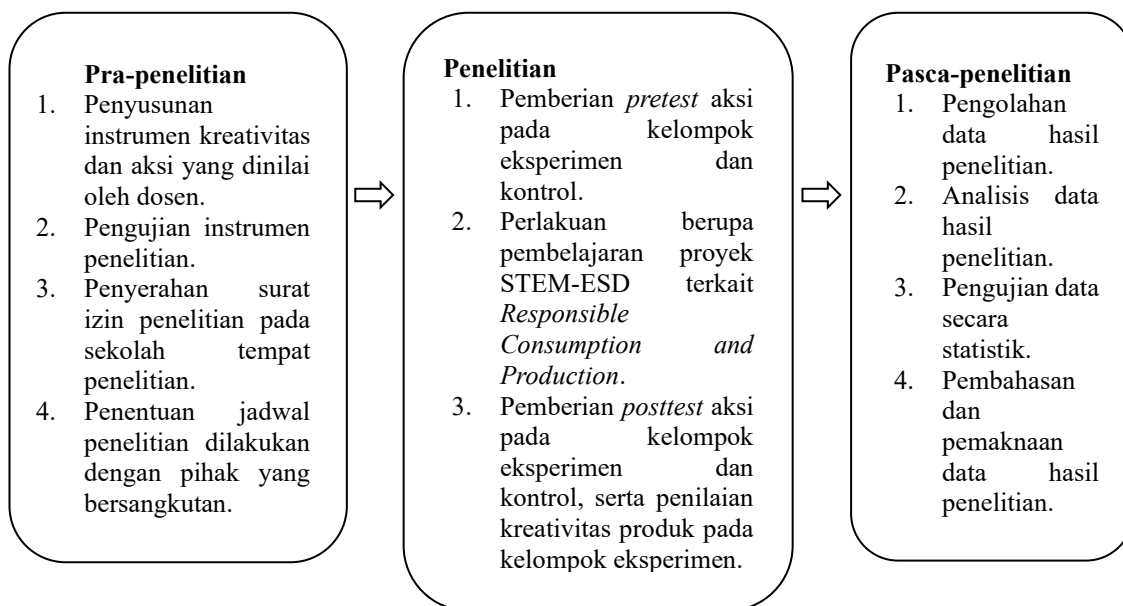 Pra-penelitian
1. Penyusunan
instrumen kreativitas
dan aksi yang dinilai
oleh dosen.
2. Pengujian instrumen
penelitian.
3. Penyerahan surat
izin penelitian pada
sekolah tempat
penelitian.
4. Penentuan jadwal
penelitian dilakukan
dengan pihak yang
bersangkutan.
Penelitian
1. Pemberian pretest aksi
pada kelompok
eksperimen dan
kontrol.
2. Perlakuan berupa
pembelajaran proyek
STEM-ESD terkait
Responsible
Consumption and
Production.
3. Pemberian posttest aksi
pada kelompok
eksperimen dan
kontrol, serta penilaian
kreativitas produk pada
kelompok eksperimen.
Pasca-penelitian
1. Pengolahan
data hasil
penelitian.
2. Analisis data
hasil
penelitian.
3. Pengujian data
secara
statistik.
4. Pembahasan
dan
pemaknaan
data hasil
penelitian.